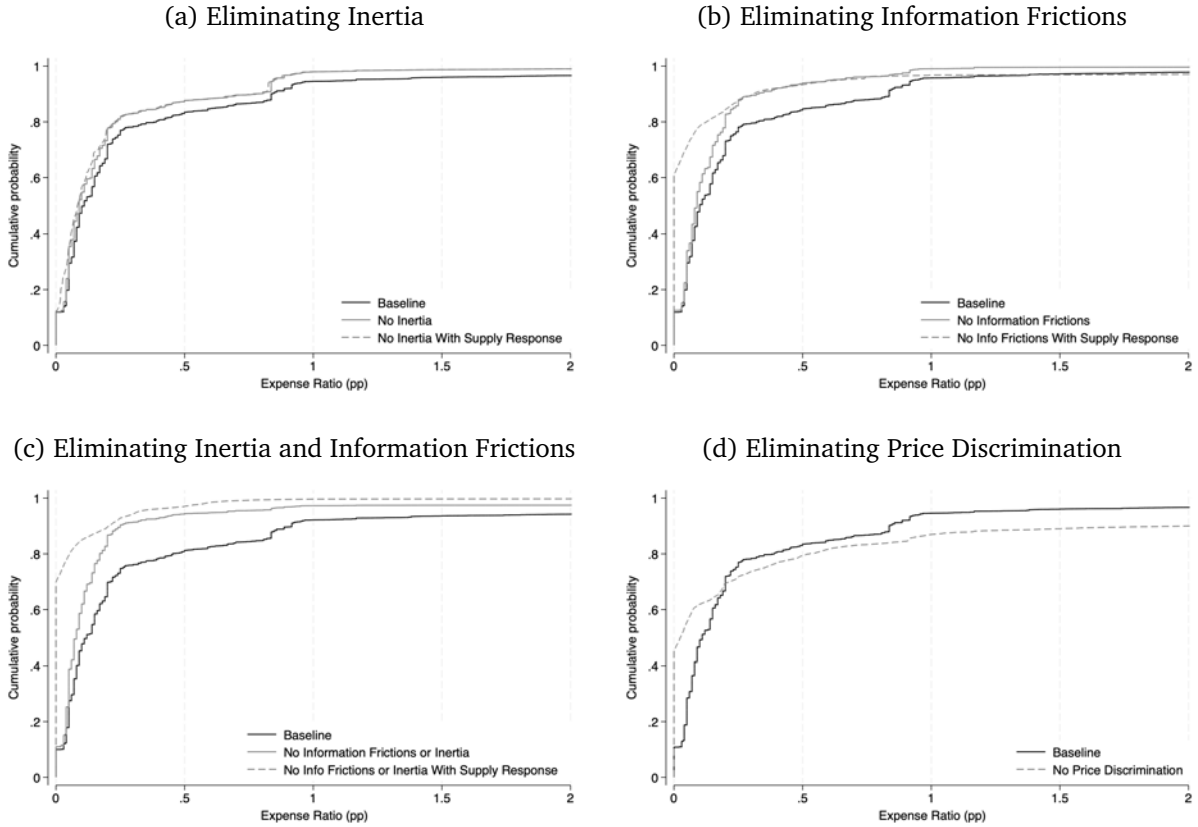 (a) Eliminating Inertia
Cumulative probability
1
.8
.6
.4
.2
0
0 .5 1 1.5 2
Expense Ratio (pp)
Baseline
No Inertia
No Inertia With Supply Response
(b) Eliminating Information Frictions
Cumulative probability
1
.8
.6
.4
.2
0
0 .5 1 1.5 2
Expense Ratio (pp)
Baseline
No Information Frictions
No Info Frictions With Supply Response
(c) Eliminating Inertia and Information Frictions
Cumulative probability
1
.8
.6
.4
.2
0
0 .5 1 1.5 2
Expense Ratio (pp)
Baseline
No Information Frictions or Inertia
No Info Frictions or Inertia With Supply Response
(d) Eliminating Price Discrimination
Cumulative probability
1
.8
.6
.4
.2
0
0 .5 1 1.5 2
Expense Ratio (pp)
Baseline
No Price Discrimination